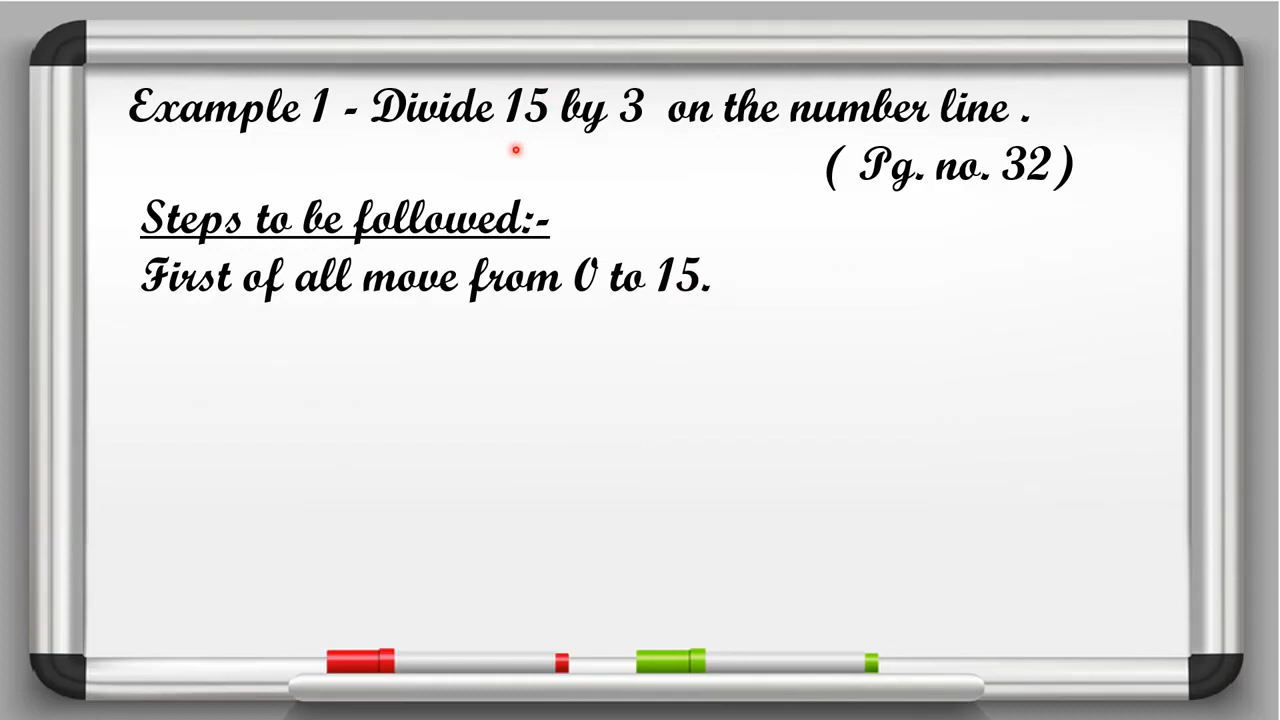 Example 1 - Divide 15 by 3 on the number line .
( Pg. no. 32)
Steps to be followed:-
First of all move from 0 to 15.